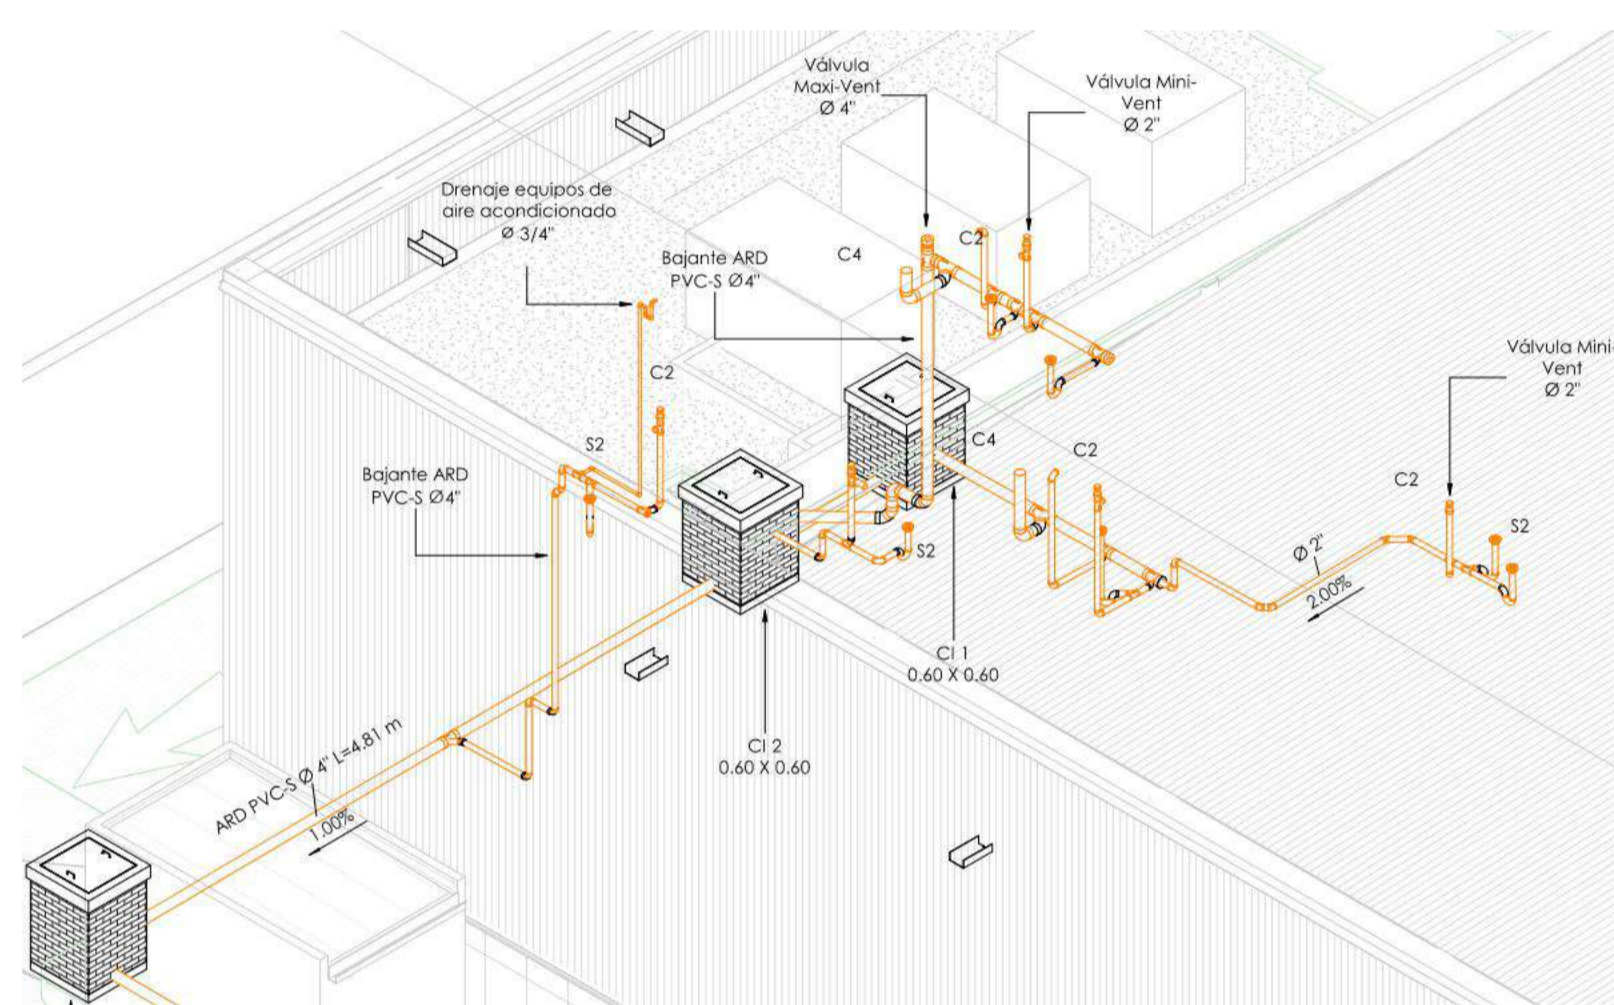 Válvula
Maxi-Vent
Ø 4"
Válvula Mini-
Vent
Ø 2"
Drenaje equipos de
aire acondicionado
Ø 3/4"
C4
C2
Bajante ARD
PVC-S Ø4"
Válvula Mini-
Vent
Ø 2"
C2
S2
C4
C2
Bajante ARD
PVC-S Ø4"
C2
S2
S2
Ø 2"
2.00%
CI 1
0.60 X 0.60
CI 2
0.60 X 0.60
ARD PVC-S Ø 4" L=4.81 m
1.00%